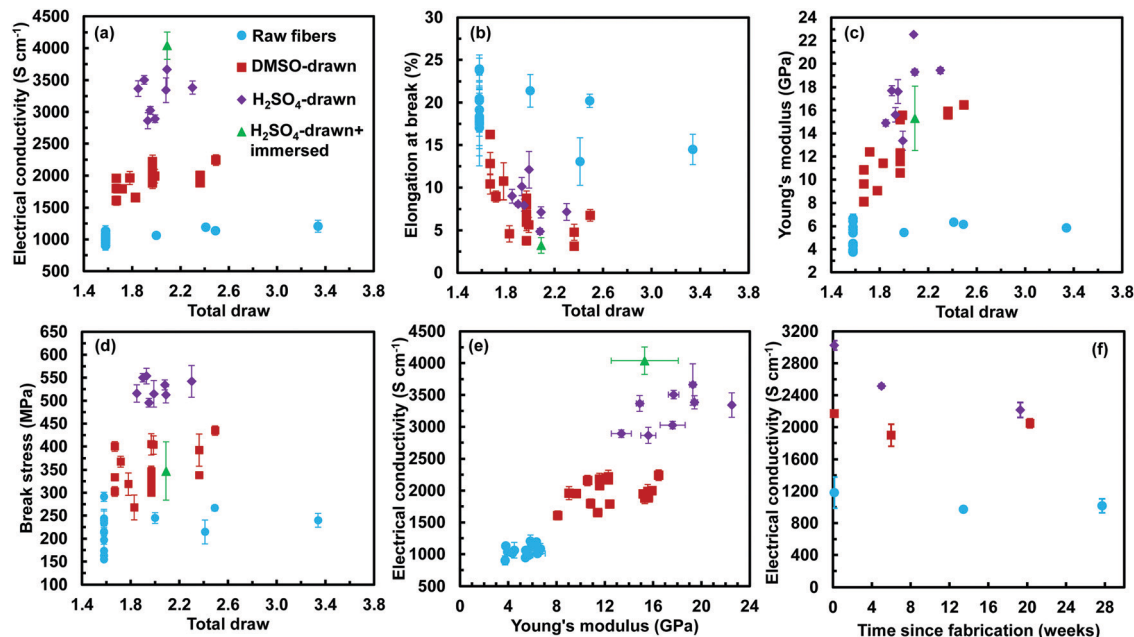 (a)
Raw fibers
DMSO-drawn
H₂SO₄-drawn
H₂SO₄-drawn+
immersed
Electrical conductivity (S cm⁻¹)
4500
4000
3500
3000
2500
2000
1500
1000
500
1.4 1.8 2.2 2.6 3.0 3.4 3.8
Total draw
(b)
Elongation at break (%)
30
25
20
15
10
5
0
1.4 1.8 2.2 2.6 3.0 3.4 3.8
Total draw
(c)
Young's modulus (GPa)
24
22
20
18
16
14
12
10
8
6
4
2
1.4 1.8 2.2 2.6 3.0 3.4 3.8
Total draw
(d)
Break stress (MPa)
650
600
550
500
450
400
350
300
250
200
150
100
1.4 1.8 2.2 2.6 3.0 3.4 3.8
Total draw
(e)
Electrical conductivity (S cm⁻¹)
4500
4000
3500
3000
2500
2000
1500
1000
500
0 4 8 12 16 20 24
Young's modulus (GPa)
(f)
Electrical conductivity (S cm⁻¹)
3200
2800
2400
2000
1600
1200
800
400
0
0 6 12 18 24 30
Time since fabrication (weeks)